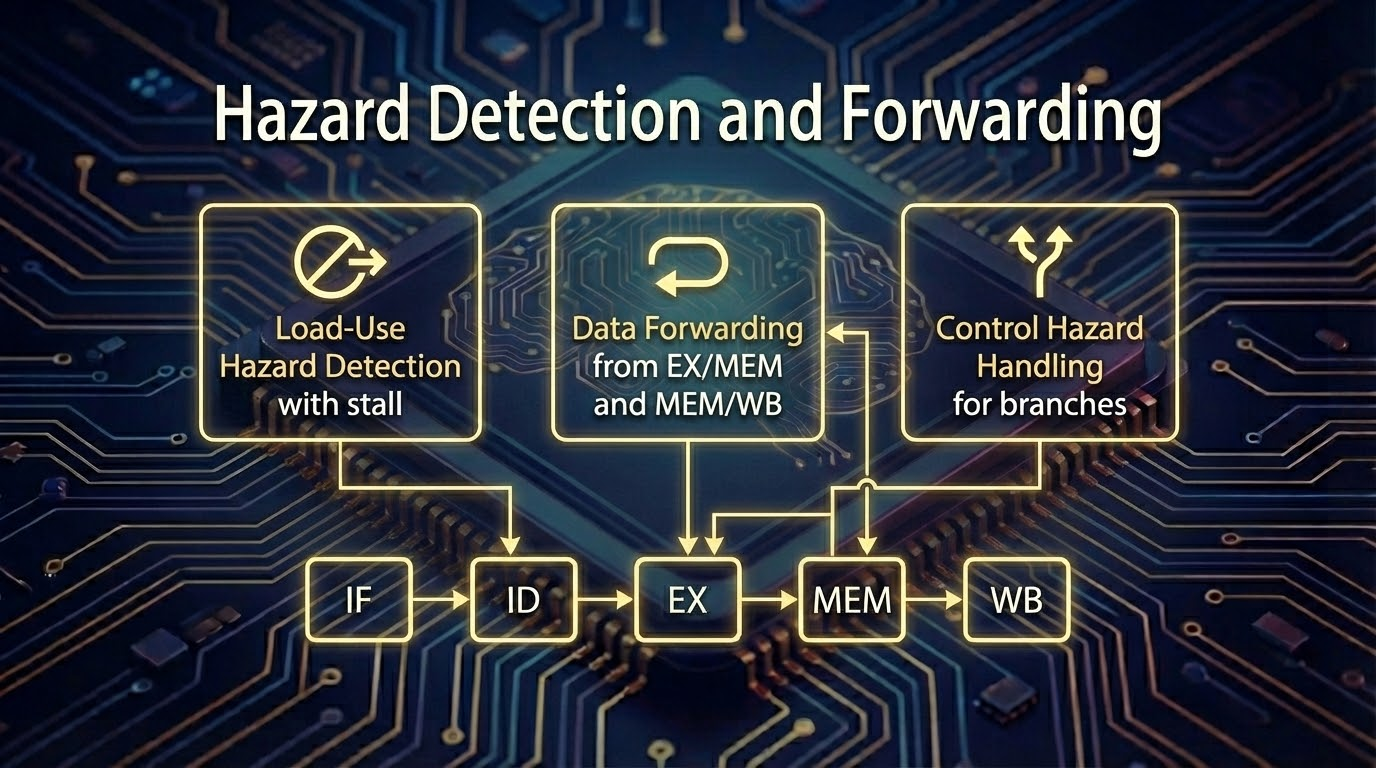 Hazard Detection and Forwarding
Load-Use
Hazard Detection
with stall
Data Forwarding
from EX/MEM
and MEM/WB
Control Hazard
Handling
for branches
IF
ID
EX
MEM
WB